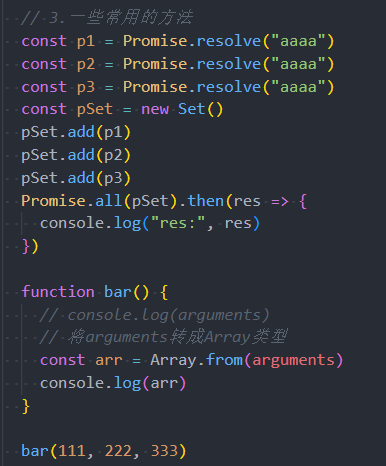 // 3.一些常用的方法
const p1 = Promise.resolve("aaaa")
const p2 = Promise.resolve("aaaa")
const p3 = Promise.resolve("aaaa")
const pSet = new Set()
pSet.add(p1)
pSet.add(p2)
pSet.add(p3)
Promise.all(pSet).then(res => {
  console.log("res:", res)
})

function bar() {
  // console.log(arguments)
  // 将arguments转成Array类型
  const arr = Array.from(arguments)
  console.log(arr)
}

bar(111, 222, 333)